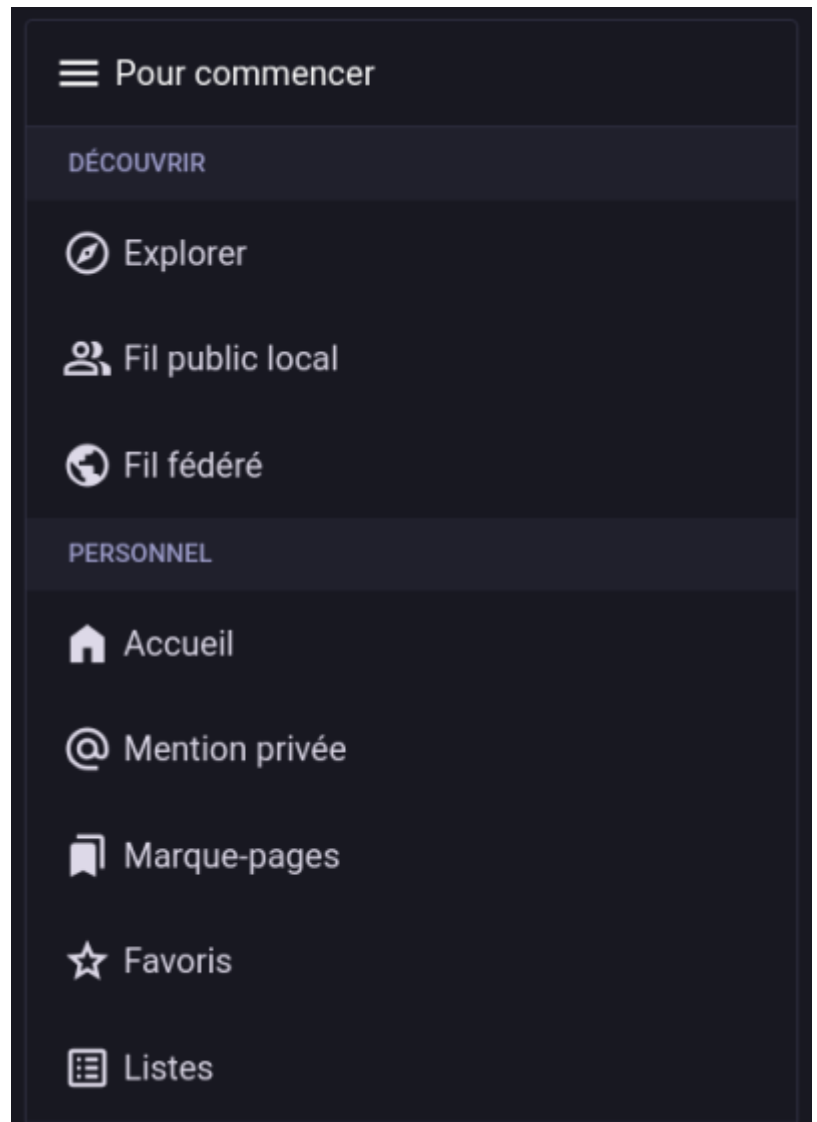 Pour commencer
DÉCOUVRIR
Explorer
Fil public local
Fil fédéré
PERSONNEL
Accueil
Mention privée
Marque-pages
Favoris
Listes